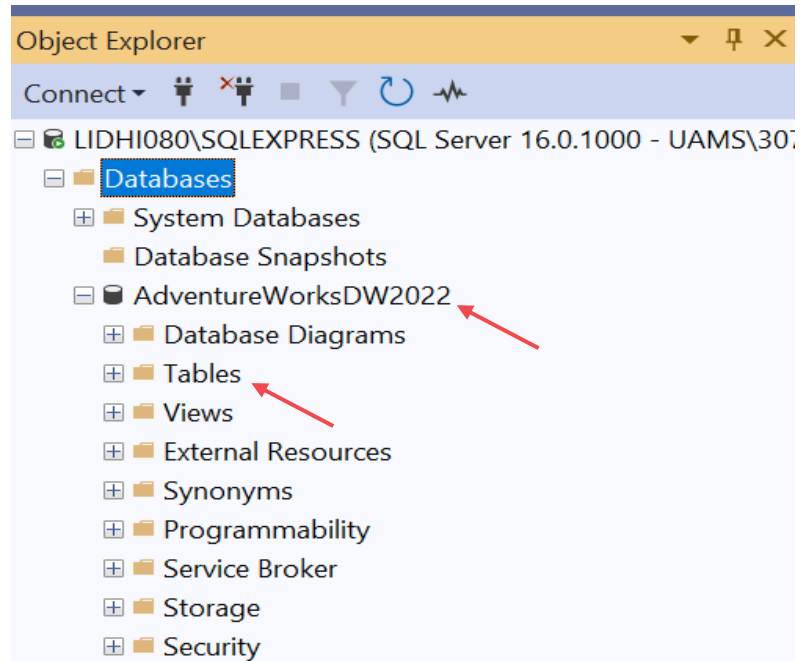 Object Explorer
Connect
LIDHI080\SQLEXPRESS (SQL Server 16.0.1000 - UAMS\307
Databases
System Databases
Database Snapshots
AdventureWorksDW2022
Database Diagrams
Tables
Views
External Resources
Synonyms
Programmability
Service Broker
Storage
Security